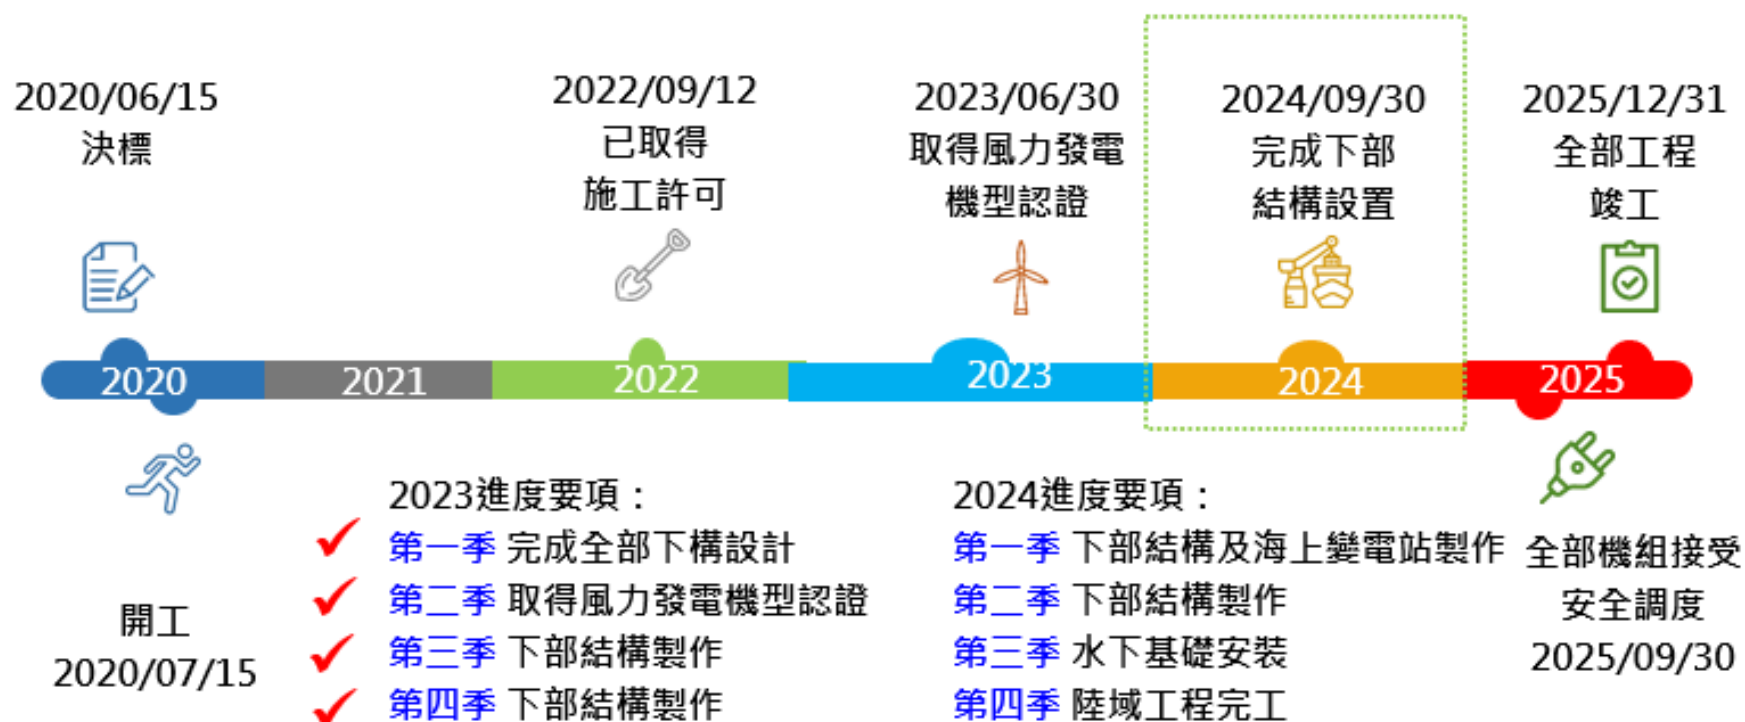 2020/06/15
決標
2022/09/12
已取得
施工許可
2023/06/30
取得風力發電
機型認證
2024/09/30
完成下部
結構設置
2025/12/31
全部工程
竣工
2020
2021
2022
2023
2024
2025
開工
2020/07/15
2023進度要項：
第一季 完成全部下構設計
第二季 取得風力發電機型認證
第三季 下部結構製作
第四季 下部結構製作
2024進度要項：
第一季 下部結構及海上變電站製作
第二季 下部結構製作
第三季 水下基礎安裝
第四季 陸域工程完工
全部機組接受
安全調度
2025/09/30